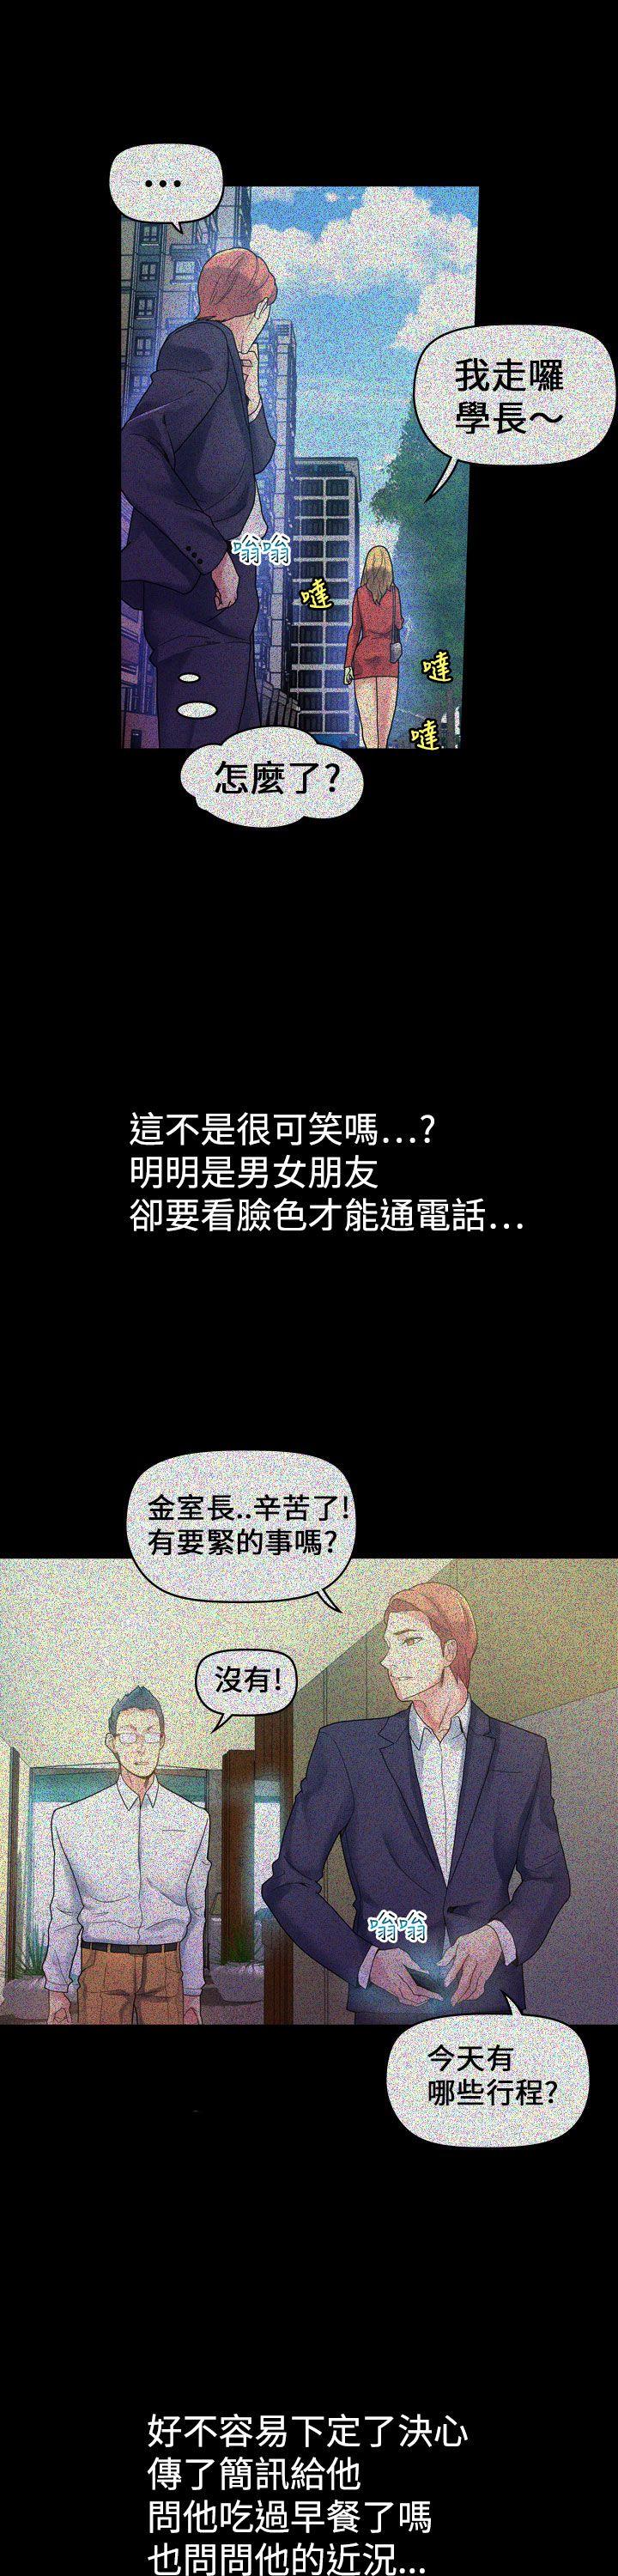 ...
我走囉
學長～
嗡嗡
噠
噠
噠
怎麼了?
這不是很可笑嗎...?
明明是男女朋友
卻要看臉色才能通電話...
金室長..辛苦了!
有要緊的事嗎?
沒有!
嗡嗡
今天有
哪些行程?
好不容易下定了決心
傳了簡訊給他
問他吃過早餐了嗎
也問問他的近況...